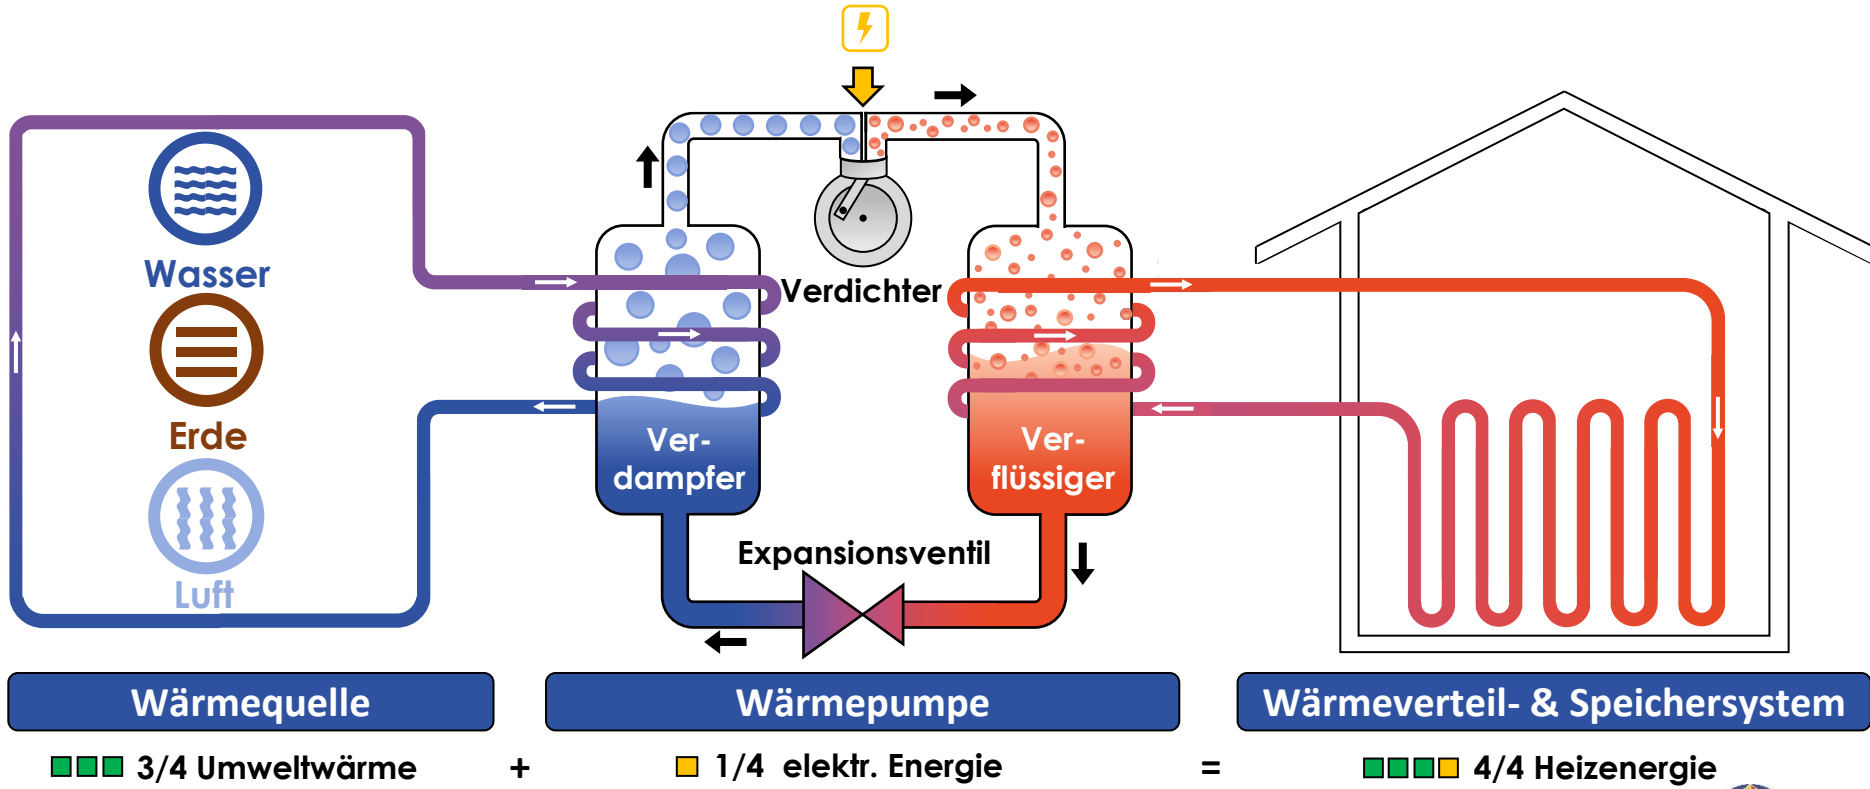 Wasser
Erde
Luft
Verdichter
Ver-
dampfer
Ver-
flüssiger
Expansionsventil
Wärmequelle
Wärmepumpe
Wärmeverteil- & Speichersystem
3/4 Umweltwärme
+
1/4 elektr. Energie
=
4/4 Heizenergie